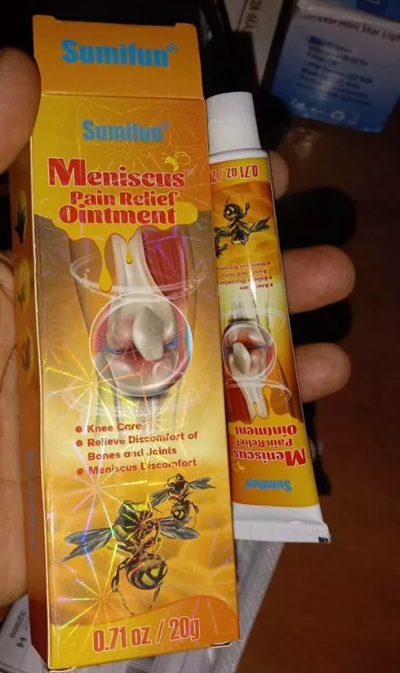 Sumifun®
Sumifun®
Meniscus
Pain Relief
Ointment
Knee Care
Relieve Discomfort of
Bones and Joints
Meniscus Discomfort
0.71 oz / 20g
0.71 oz / 2
Meniscus
Pain Relief
Ointment
Sumifun®